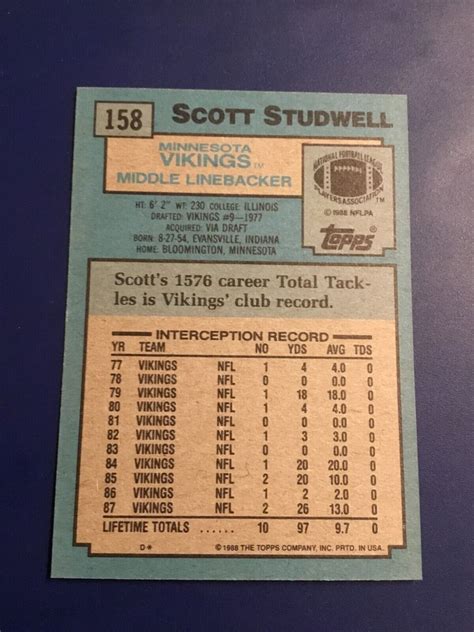 158
SCOTT STUDWELL
MINNESOTA
VIKINGS TM
MIDDLE LINEBACKER
NATIONAL FOOTBALL LEAGUE
PLAYERS ASSOCIATION
© 1988 NFLPA
TOPPS®
HT: 6' 2" WT: 230 COLLEGE: ILLINOIS
DRAFTED: VIKINGS #9—1977
ACQUIRED: VIA DRAFT
BORN: 8-27-54, EVANSVILLE, INDIANA
HOME: BLOOMINGTON, MINNESOTA
Scott's 1576 career Total Tack-
les is Vikings' club record.
INTERCEPTION RECORD
YR TEAM NO YDS AVG TDS
77 VIKINGS NFL 1 4 4.0 0
78 VIKINGS NFL 0 0 0.0 0
79 VIKINGS NFL 1 18 18.0 0
80 VIKINGS NFL 1 4 4.0 0
81 VIKINGS NFL 0 0 0.0 0
82 VIKINGS NFL 1 3 3.0 0
83 VIKINGS NFL 0 0 0.0 0
84 VIKINGS NFL 1 20 20.0 0
85 VIKINGS NFL 2 20 10.0 0
86 VIKINGS NFL 1 2 2.0 0
87 VIKINGS NFL 2 26 13.0 0
LIFETIME TOTALS ...... 10 97 9.7 0
D* © 1988 THE TOPPS COMPANY, INC. PRTD. IN USA.